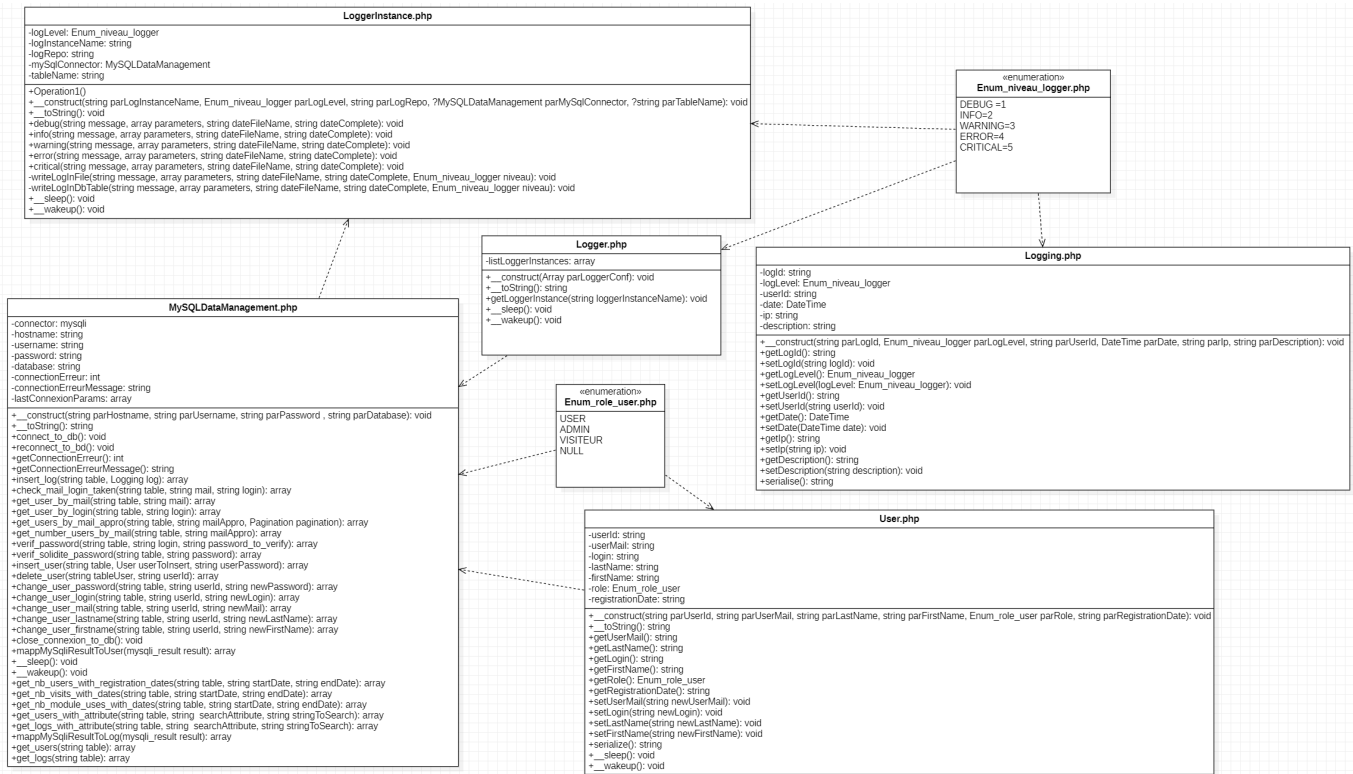 LoggerInstance.php
-logLevel: Enum_niveau_logger
-logInstanceName: string
-logRepo: string
-mySqlConnector: MySQLDataManagement
-tableName: string
+Operation1()
+__construct(string parLogInstanceName, Enum_niveau_logger parLogLevel, string parLogRepo, ?MySQLDataManagement parMySqlConnector, ?string parTableName): void
+__toString(): void
+debug(string message, array parameters, string dateFileName, string dateComplete): void
+info(string message, array parameters, string dateFileName, string dateComplete): void
+warning(string message, array parameters, string dateFileName, string dateComplete): void
+error(string message, array parameters, string dateFileName, string dateComplete): void
+critical(string message, array parameters, string dateFileName, string dateComplete): void
-writeLogInFile(string message, array parameters, string dateFileName, string dateComplete, Enum_niveau_logger niveau): void
-writeLogInDbTable(string message, array parameters, string dateFileName, string dateComplete, Enum_niveau_logger niveau): void
+__sleep(): void
+__wakeup(): void
«enumeration»
Enum_niveau_logger.php
DEBUG =1
INFO=2
WARNING=3
ERROR=4
CRITICAL=5
Logger.php
-listLoggerInstances: array
+__construct(Array parLoggerConf): void
+__toString(): string
+getLoggerInstance(string loggerInstanceName): void
+__sleep(): void
+__wakeup(): void
Logging.php
-logId: string
-logLevel: Enum_niveau_logger
-userId: string
-date: DateTime
-ip: string
-description: string
+__construct(string parLogId, Enum_niveau_logger parLogLevel, string parUserId, DateTime parDate, string parIp, string parDescription): void
+getLogId(): string
+setLogId(string logId): void
+getLogLevel(): Enum_niveau_logger
+setLogLevel(logLevel: Enum_niveau_logger): void
+getUserId(): string
+setUserId(string userId): void
+getDate(): DateTime
+setDate(DateTime date): void
+getIp(): string
+setIp(string ip): void
+getDescription(): string
+setDescription(string description): void
+serialise(): string
MySQLDataManagement.php
-connector: mysqli
-hostname: string
-username: string
-password: string
-database: string
-connectionErreur: int
-connectionErreurMessage: string
-lastConnexionParams: array
+__construct(string parHostname, string parUsername, string parPassword , string parDatabase): void
+__toString(): string
+connect_to_db(): void
+reconnect_to_bd(): void
+getConnectionErreur(): int
+getConnectionErreurMessage(): string
+insert_log(string table, Logging log): array
+check_mail_login_taken(string table, string mail, string login): array
+get_user_by_mail(string table, string mail): array
+get_user_by_login(string table, string login): array
+get_users_by_mail_appro(string table, string mailAppro, Pagination pagination): array
+get_number_users_by_mail(string table, string mailAppro): array
+verif_password(string table, string login, string password_to_verify): array
+verif_solidite_password(string table, string password): array
+insert_user(string table, User userToInsert, string userPassword): array
+delete_user(string tableUser, string userId): array
+change_user_password(string table, string userId, string newPassword): array
+change_user_login(string table, string userId, string newLogin): array
+change_user_mail(string table, string userId, string newMail): array
+change_user_lastname(string table, string userId, string newLastName): array
+change_user_firstname(string table, string userId, string newFirstName): array
+close_connexion_to_db(): void
+mappMySqliResultToUser(mysqli_result result): array
+__sleep(): void
+__wakeup(): void
+get_nb_users_with_registration_dates(string table, string startDate, string endDate): array
+get_nb_visits_with_dates(string table, string startDate, string endDate): array
+get_nb_module_uses_with_dates(string table, string startDate, string endDate): array
+get_users_with_attribute(string table, string  searchAttribute, string stringToSearch): array
+get_logs_with_attribute(string table, string  searchAttribute, string stringToSearch): array
+mappMySqliResultToLog(mysqli_result result): array
+get_users(string table): array
+get_logs(string table): array
«enumeration»
Enum_role_user.php
USER
ADMIN
VISITEUR
NULL
User.php
-userId: string
-userMail: string
-login: string
-lastName: string
-firstName: string
-role: Enum_role_user
-registrationDate: string
+__construct(string parUserId, string parUserMail, string parLastName, string parFirstName, Enum_role_user parRole, string parRegistrationDate): void
+__toString(): string
+getUserMail(): string
+getLastName(): string
+getLogin(): string
+getFirstName(): string
+getRole(): Enum_role_user
+getRegistrationDate(): string
+setUserMail(string newUserMail): void
+setLogin(string newLogin): void
+setLastName(string newLastName): void
+setFirstName(string newFirstName): void
+serialize(): string
+__sleep(): void
+__wakeup(): void